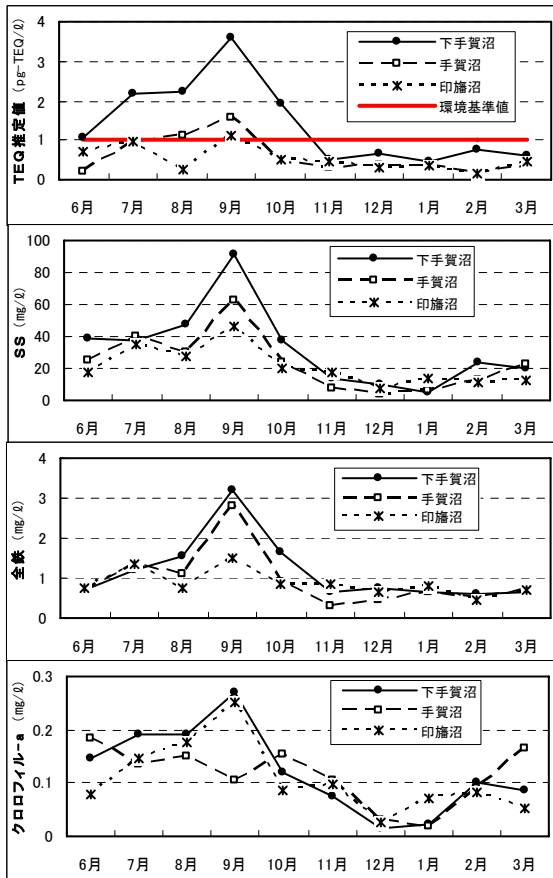 TEQ推定値 (pg-TEQ/ℓ)
4
3
2
1
0
下手賀沼
手賀沼
印旛沼
環境基準値
6月 7月 8月 9月 10月 11月 12月 1月 2月 3月
SS (mg/ℓ)
100
80
60
40
20
0
下手賀沼
手賀沼
印旛沼
6月 7月 8月 9月 10月 11月 12月 1月 2月 3月
全鉄 (mg/ℓ)
4
3
2
1
0
下手賀沼
手賀沼
印旛沼
6月 7月 8月 9月 10月 11月 12月 1月 2月 3月
クロロフィル-a (mg/ℓ)
0.3
0.2
0.1
0
下手賀沼
手賀沼
印旛沼
6月 7月 8月 9月 10月 11月 12月 1月 2月 3月